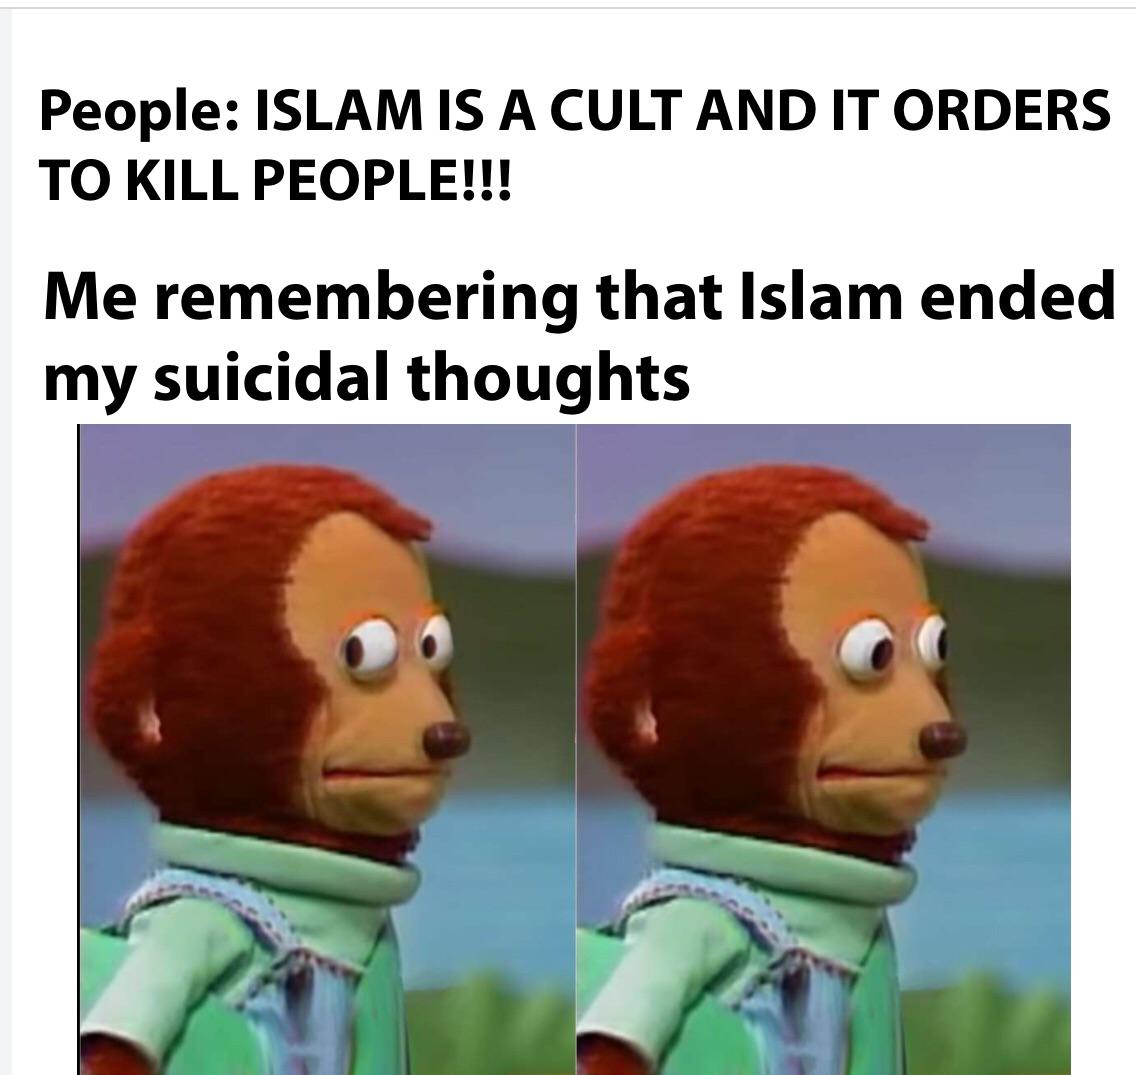 People: ISLAM IS A CULT AND IT ORDERS
TO KILL PEOPLE!!!
Me remembering that Islam ended
my suicidal thoughts